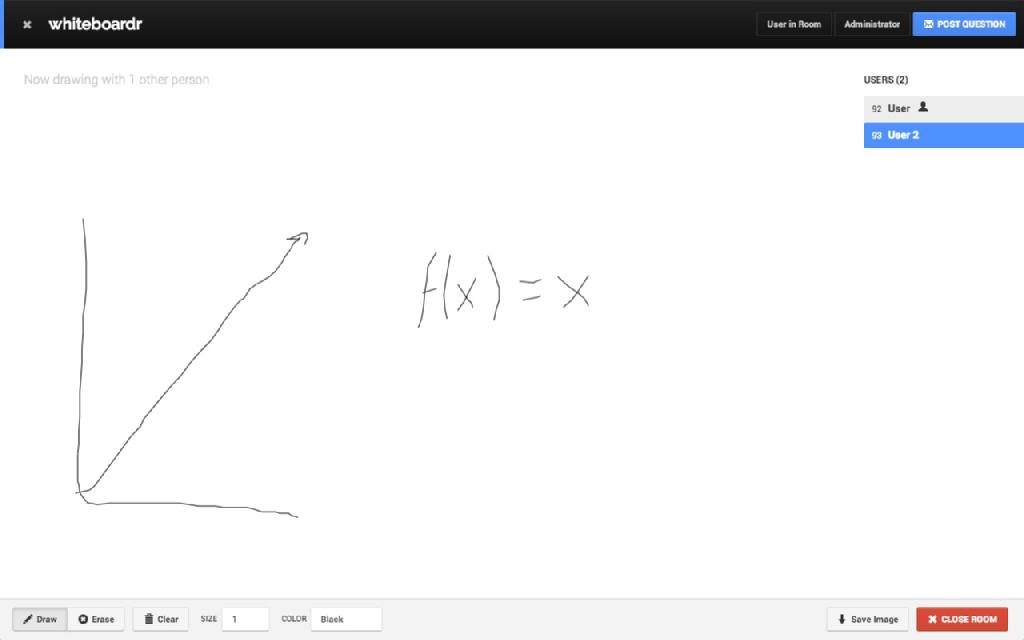 × whiteboardr
User in Room
Administrator
POST QUESTION
Now drawing with 1 other person
USERS (2)
92 User
93 User 2
f(x) = x
Draw
Erase
Clear
SIZE 1
COLOR Black
Save Image
CLOSE ROOM